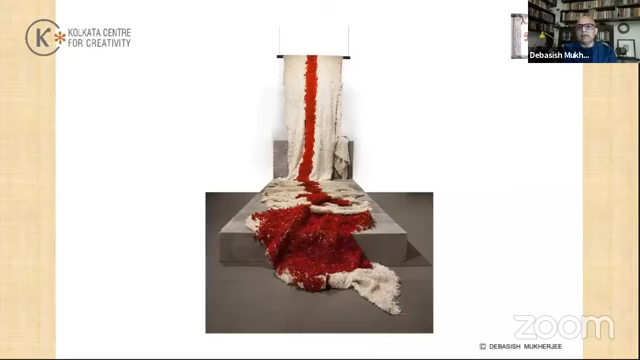 KOLKATA CENTRE
FOR CREATIVITY
Debasish Mukh...
zoom
© DEBASISH MUKHERJEE